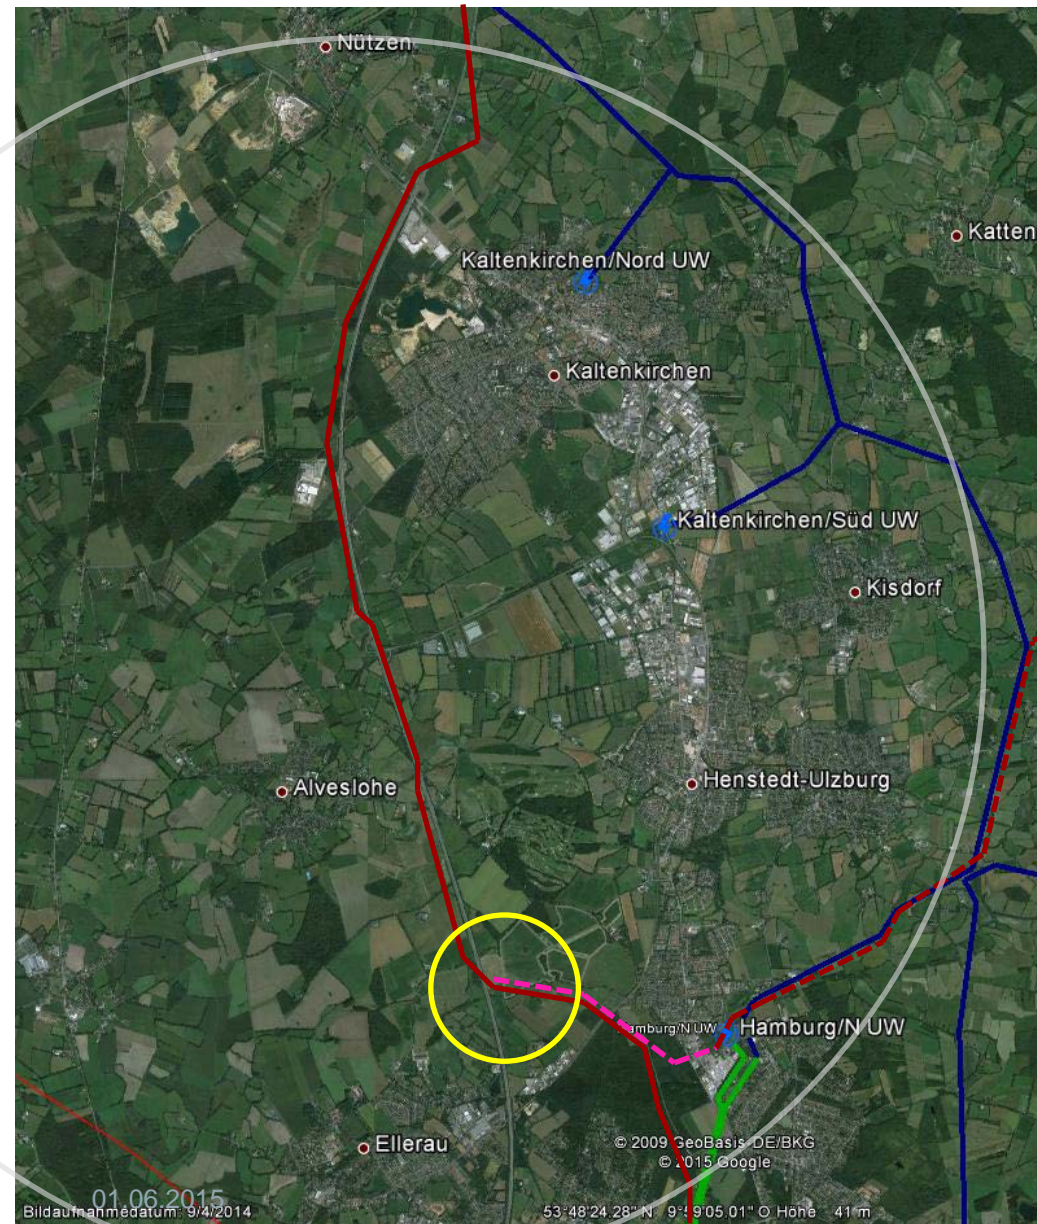 Nützen
Katten
Kaltenkirchen/Nord UW
Kaltenkirchen
Kaltenkirchen/Süd UW
Kisdorf
Henstedt-Ulzburg
Alveslohe
Hamburg/N UW
Hamburg/N UW
Ellerau
© 2009 GeoBasis-DE/BKG
© 2015 Google
01.06.2015
Bildaufnahmedatum: 9/4/2014
53°48'24.28" N 9°59'05.01" O Höhe 41 m